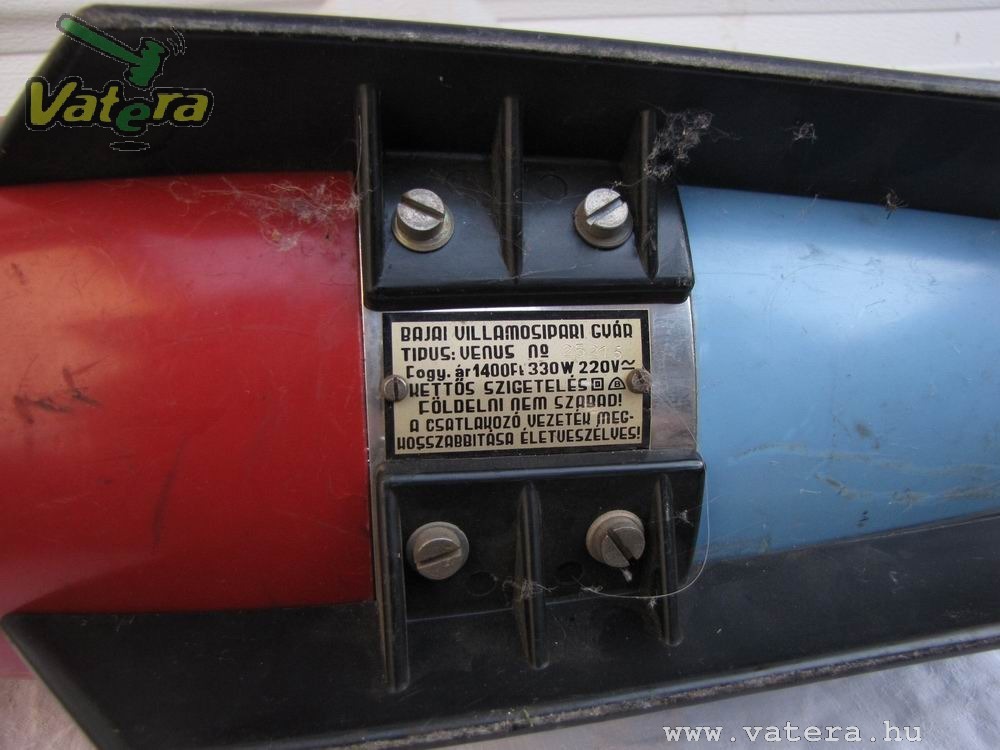 Vatera
BAJAI VILLAMOSIPARI GYÁR
TIPUS: VENUS No
Fogy. ár 1400Ft 330W 220V≂
KETTŐS SZIGETELÉS
FÖLDELNI NEM SZABAD!
A CSATLAKOZÓ VEZETÉK MEG-
HOSSZABBITÁSA ÉLETVESZÉLYES!
www.vatera.hu